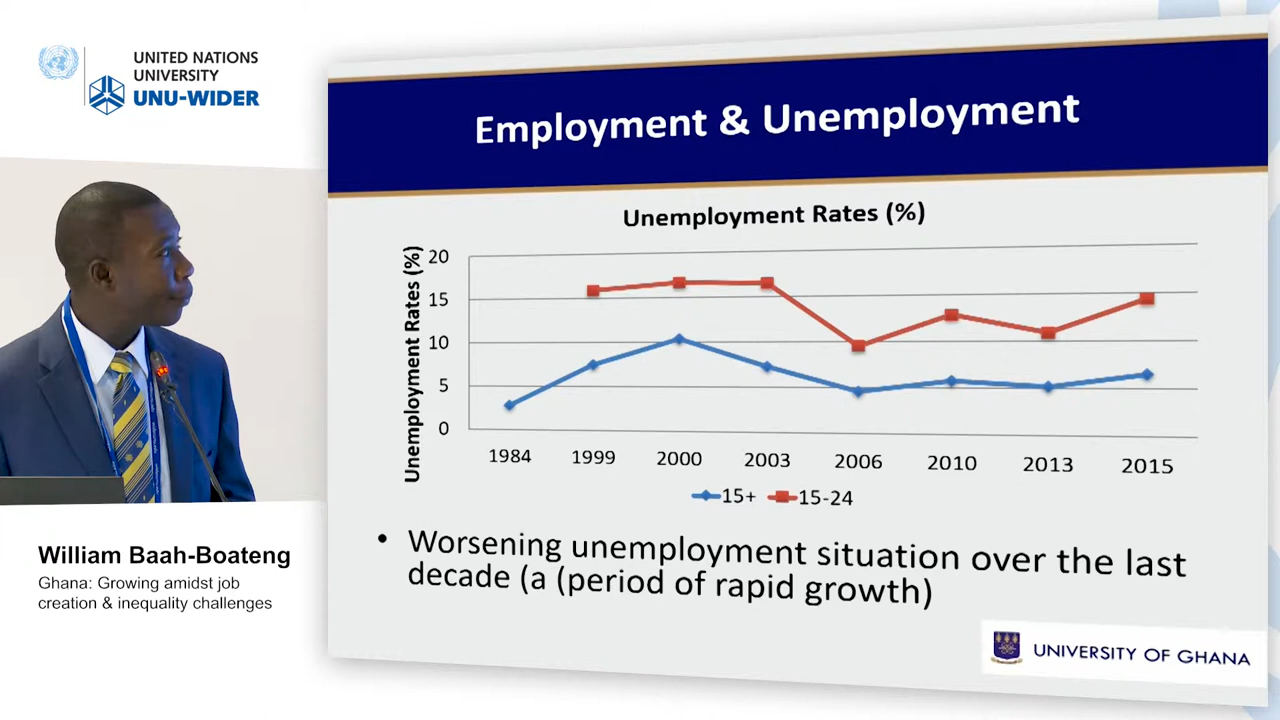 UNITED NATIONS
UNIVERSITY
UNU-WIDER
Employment & Unemployment
Unemployment Rates (%)
Unemployment Rates (%)
20
15
10
5
0
1984 1999 2000 2003 2006 2010 2013 2015
15+ 15-24
• Worsening unemployment situation over the last
decade (a (period of rapid growth)
UNIVERSITY OF GHANA
William Baah-Boateng
Ghana: Growing amidst job
creation & inequality challenges